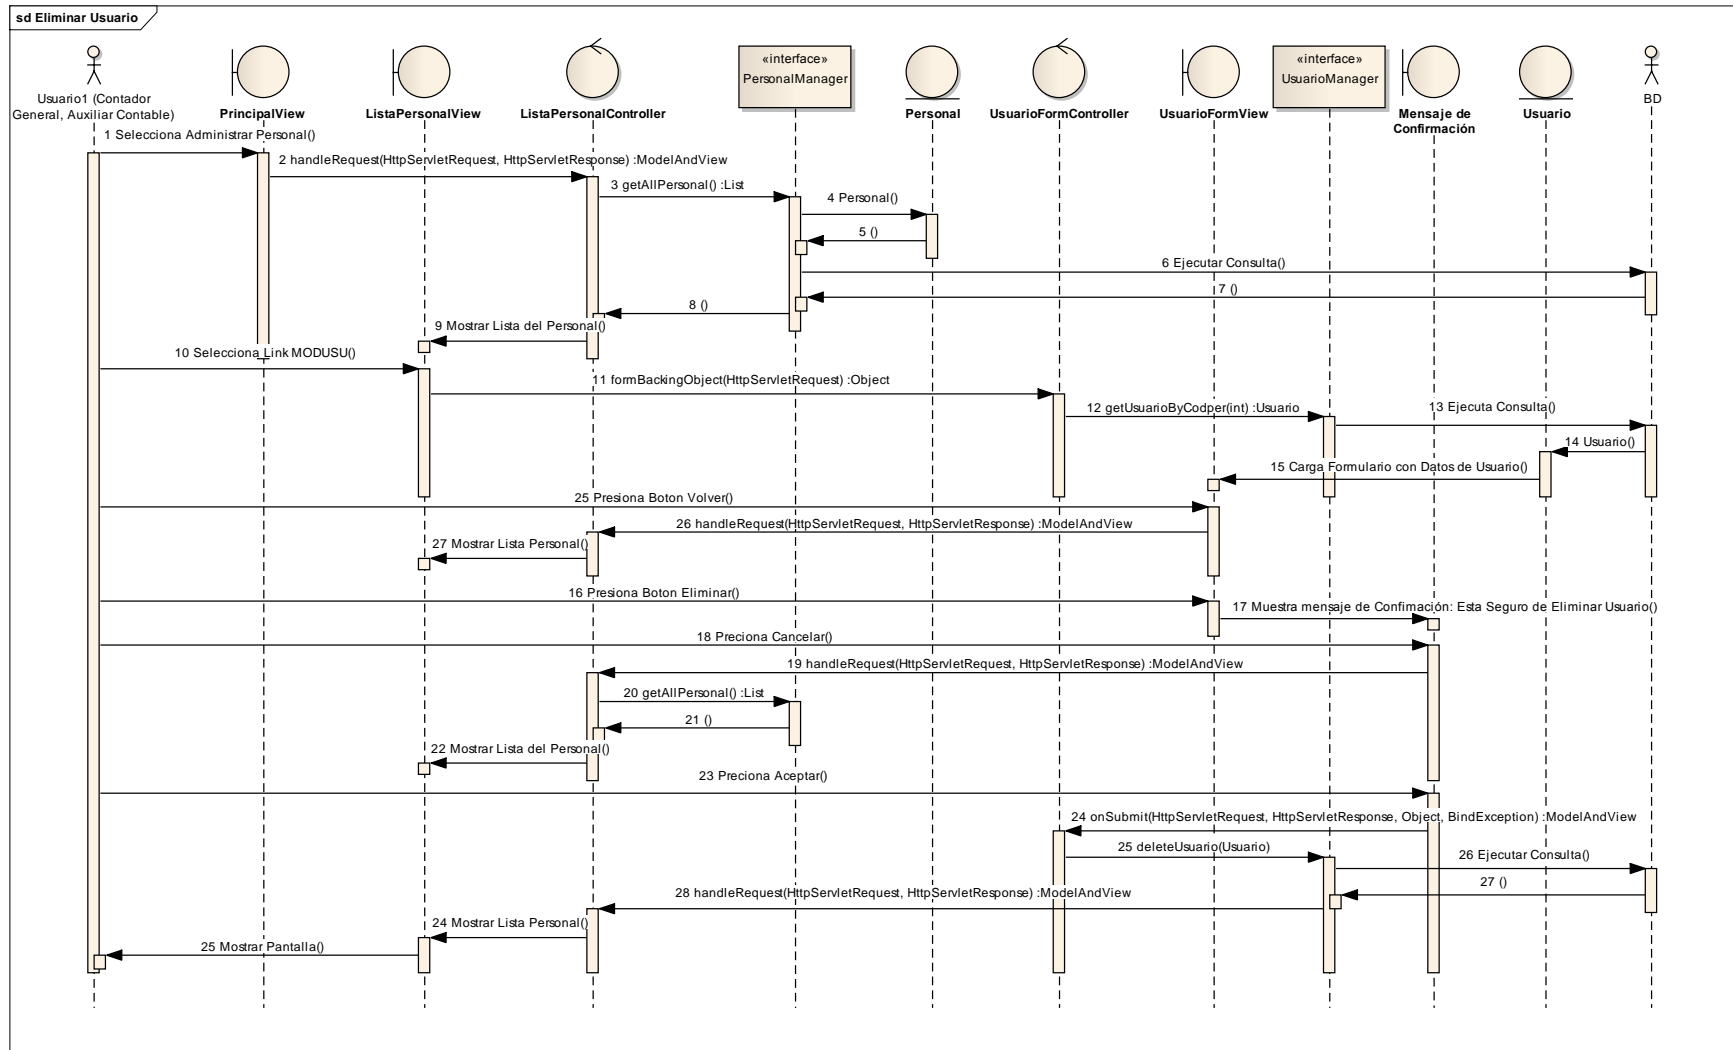 sd Eliminar Usuario
Usuario1 (Contador
General, Auxiliar Contable)
PrincipalView
ListaPersonalView
ListaPersonalController
«interface»
PersonalManager
Personal
UsuarioFormController
UsuarioFormView
«interface»
UsuarioManager
Mensaje de
Confirmación
Usuario
BD
1 Selecciona Administrar Personal()
2 handleRequest(HttpServletRequest, HttpServletResponse) :ModelAndView
3 getAllPersonal() :List
4 Personal()
5 ()
6 Ejecutar Consulta()
7 ()
8 ()
9 Mostrar Lista del Personal()
10 Selecciona Link MODUSU()
11 formBackingObject(HttpServletRequest) :Object
12 getUsuarioByCodper(int) :Usuario
13 Ejecuta Consulta()
14 Usuario()
15 Carga Formulario con Datos de Usuario()
25 Presiona Boton Volver()
26 handleRequest(HttpServletRequest, HttpServletResponse) :ModelAndView
27 Mostrar Lista Personal()
16 Presiona Boton Eliminar()
17 Muestra mensaje de Confimación: Esta Seguro de Eliminar Usuario()
18 Preciona Cancelar()
19 handleRequest(HttpServletRequest, HttpServletResponse) :ModelAndView
20 getAllPersonal() :List
21 ()
22 Mostrar Lista del Personal()
23 Preciona Aceptar()
24 onSubmit(HttpServletRequest, HttpServletResponse, Object, BindException) :ModelAndView
25 deleteUsuario(Usuario)
26 Ejecutar Consulta()
27 ()
28 handleRequest(HttpServletRequest, HttpServletResponse) :ModelAndView
24 Mostrar Lista Personal()
25 Mostrar Pantalla()